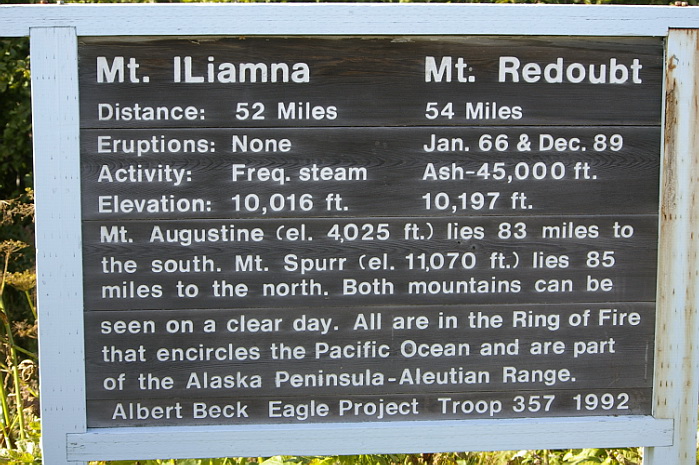 Mt. ILiamna Mt. Redoubt
Distance: 52 Miles 54 Miles
Eruptions: None Jan. 66 & Dec. 89
Activity: Freq. steam Ash-45,000 ft.
Elevation: 10,016 ft. 10,197 ft.
Mt. Augustine (el. 4,025 ft.) lies 83 miles to
the south. Mt. Spurr (el. 11,070 ft.) lies 85
miles to the north. Both mountains can be
seen on a clear day. All are in the Ring of Fire
that encircles the Pacific Ocean and are part
of the Alaska Peninsula-Aleutian Range.
Albert Beck Eagle Project Troop 357 1992